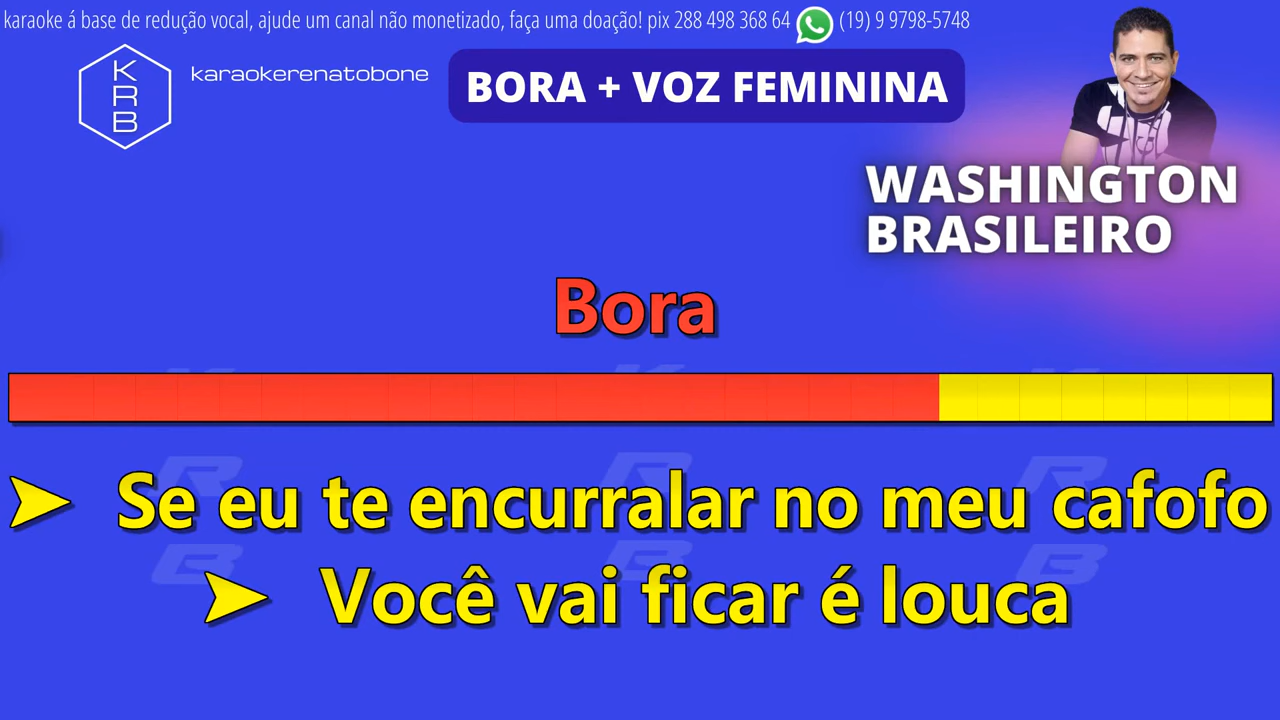 karaoke á base de redução vocal, ajude um canal não monetizado, faça uma doação! pix 288 498 368 64 (19) 9 9798-5748
K
R
B
karaokerenatobone
BORA + VOZ FEMININA
WASHINGTON
BRASILEIRO
Bora
➤ Se eu te encurralar no meu cafofo
➤ Você vai ficar é louca